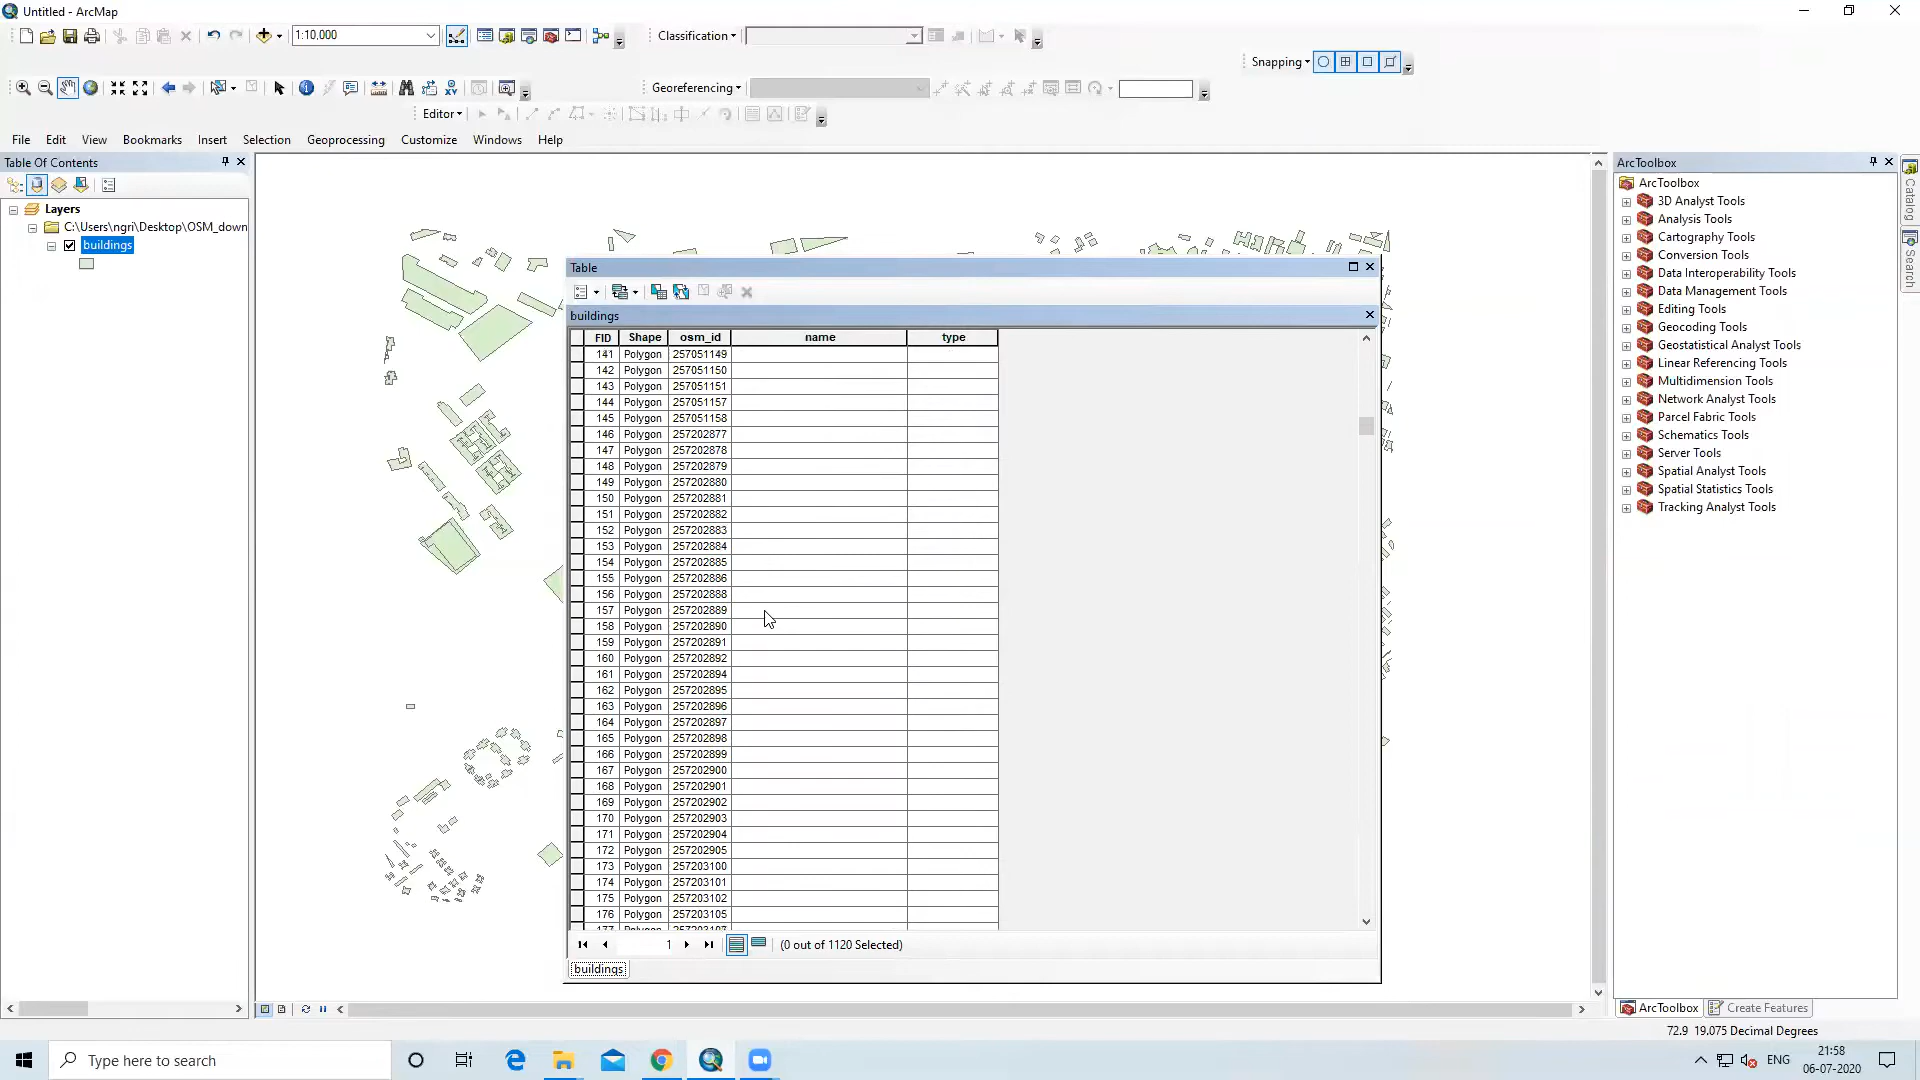 Untitled - ArcMap
1:10,000
Classification
Snapping
Georeferencing
Editor
File Edit View Bookmarks Insert Selection Geoprocessing Customize Windows Help
Table Of Contents
Layers
C:\Users\ngri\Desktop\OSM_down
buildings
Table
buildings
FID Shape osm_id name type
141 Polygon 257051149
142 Polygon 257051150
143 Polygon 257051151
144 Polygon 257051157
145 Polygon 257051158
146 Polygon 257202877
147 Polygon 257202878
148 Polygon 257202879
149 Polygon 257202880
150 Polygon 257202881
151 Polygon 257202882
152 Polygon 257202883
153 Polygon 257202884
154 Polygon 257202885
155 Polygon 257202886
156 Polygon 257202888
157 Polygon 257202889
158 Polygon 257202890
159 Polygon 257202891
160 Polygon 257202892
161 Polygon 257202894
162 Polygon 257202895
163 Polygon 257202896
164 Polygon 257202897
165 Polygon 257202898
166 Polygon 257202899
167 Polygon 257202900
168 Polygon 257202901
169 Polygon 257202902
170 Polygon 257202903
171 Polygon 257202904
172 Polygon 257202905
173 Polygon 257203100
174 Polygon 257203101
175 Polygon 257203102
176 Polygon 257203105
177 Polygon 257203107
1
(0 out of 1120 Selected)
buildings
ArcToolbox
ArcToolbox
3D Analyst Tools
Analysis Tools
Cartography Tools
Conversion Tools
Data Interoperability Tools
Data Management Tools
Editing Tools
Geocoding Tools
Geostatistical Analyst Tools
Linear Referencing Tools
Multidimension Tools
Network Analyst Tools
Parcel Fabric Tools
Schematics Tools
Server Tools
Spatial Analyst Tools
Spatial Statistics Tools
Tracking Analyst Tools
Catalog
Search
ArcToolbox Create Features
72.9 19.075 Decimal Degrees
Type here to search
ENG
21:58
06-07-2020